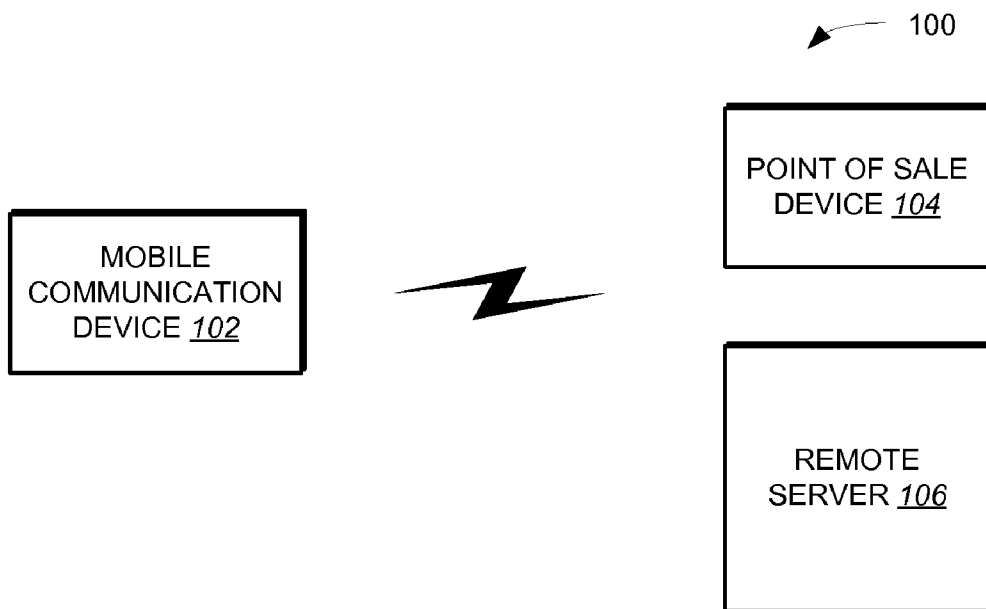 100
POINT OF SALE
DEVICE 104
MOBILE
COMMUNICATION
DEVICE 102
REMOTE
SERVER 106